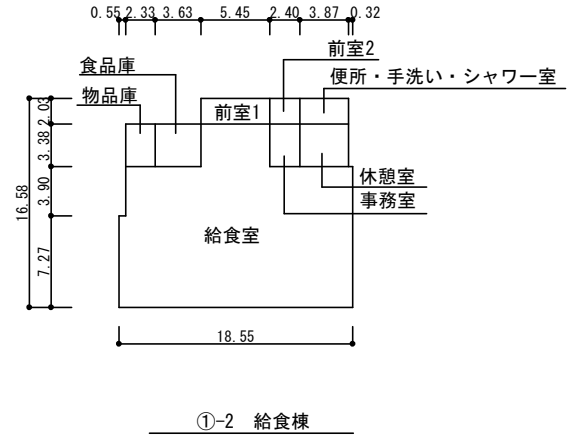 0.55 2.33 3.63 5.45 2.40 3.87 0.32
前室2
食品庫
便所・手洗い・シャワー室
物品庫
前室1
2.03
3.38
3.90
7.27
16.58
休憩室
事務室
給食室
18.55
①-2 給食棟